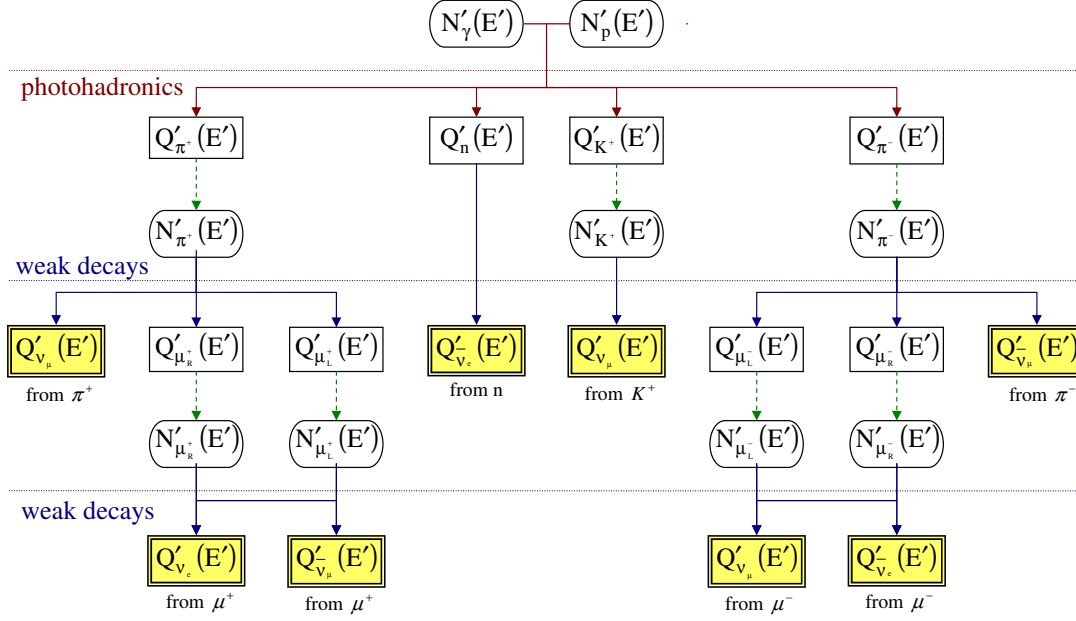 N′γ(E′) N′p(E′)
photohadronics
Q′π⁺(E′) Q′n(E′) Q′K⁺(E′) Q′π⁻(E′)
N′π⁺(E′) N′K⁺(E′) N′π⁻(E′)
weak decays
Q′νμ(E′) Q′μ⁺R(E′) Q′μ⁺L(E′) Q′ν̄e(E′) Q′νμ(E′) Q′μ⁻L(E′) Q′μ⁻R(E′) Q′ν̄μ(E′)
from π⁺ from n from K⁺ from π⁻
N′μ⁺R(E′) N′μ⁺L(E′) N′μ⁻L(E′) N′μ⁻R(E′)
weak decays
Q′νe(E′) Q′ν̄μ(E′) Q′νμ(E′) Q′ν̄e(E′)
from μ⁺ from μ⁺ from μ⁻ from μ⁻